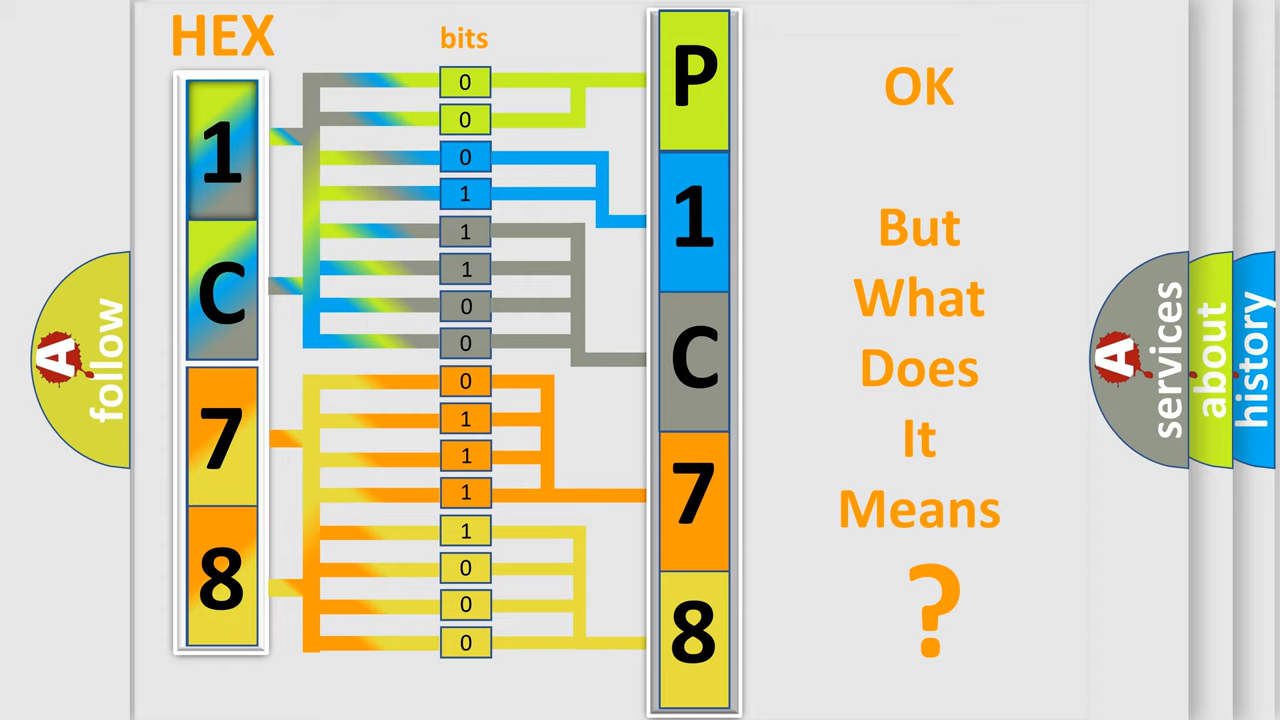 HEX
bits
1
C
7
8
0
0
0
1
1
1
0
0
0
1
1
1
1
0
0
0
P
1
C
7
8
OK
But
What
Does
It
Means
?
A
follow
A
services
about
history